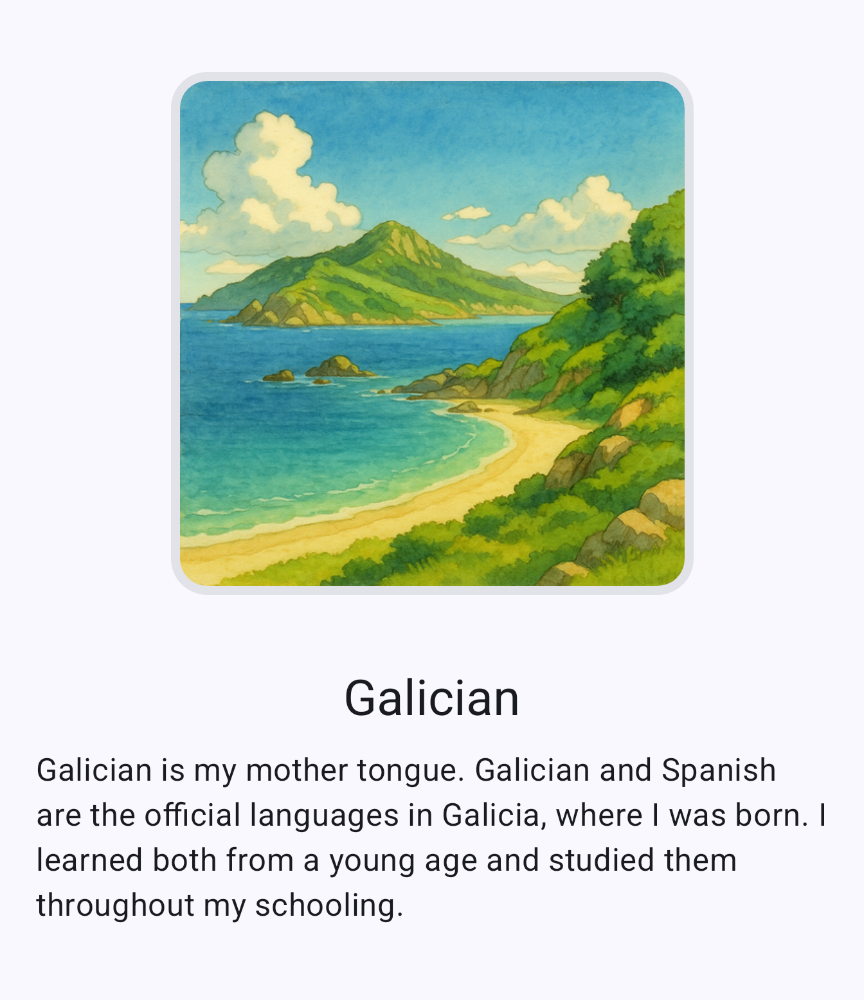 Galician
Galician is my mother tongue. Galician and Spanish
are the official languages in Galicia, where I was born. I
learned both from a young age and studied them
throughout my schooling.